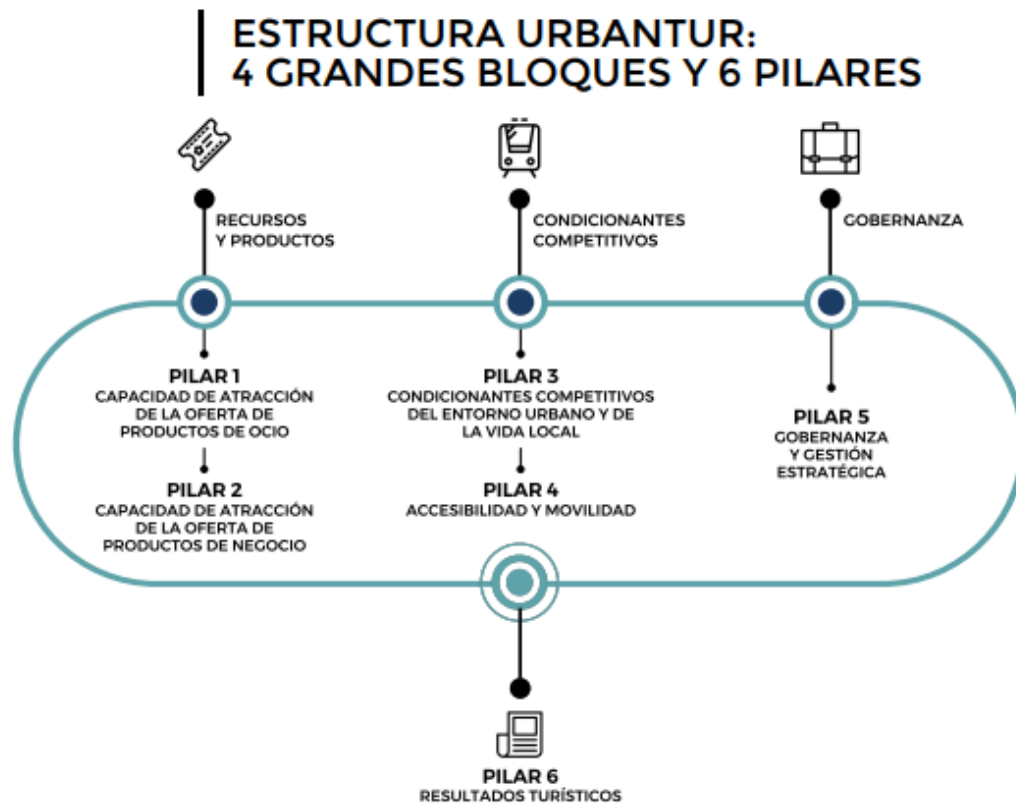 ESTRUCTURA URBANTUR:
4 GRANDES BLOQUES Y 6 PILARES
RECURSOS
Y PRODUCTOS
CONDICIONANTES
COMPETITIVOS
GOBERNANZA
PILAR 1
CAPACIDAD DE ATRACCIÓN
DE LA OFERTA DE
PRODUCTOS DE OCIO
PILAR 2
CAPACIDAD DE ATRACCIÓN
DE LA OFERTA DE
PRODUCTOS DE NEGOCIO
PILAR 3
CONDICIONANTES COMPETITIVOS
DEL ENTORNO URBANO Y DE
LA VIDA LOCAL
PILAR 4
ACCESIBILIDAD Y MOVILIDAD
PILAR 5
GOBERNANZA
Y GESTIÓN
ESTRATÉGICA
PILAR 6
RESULTADOS TURÍSTICOS